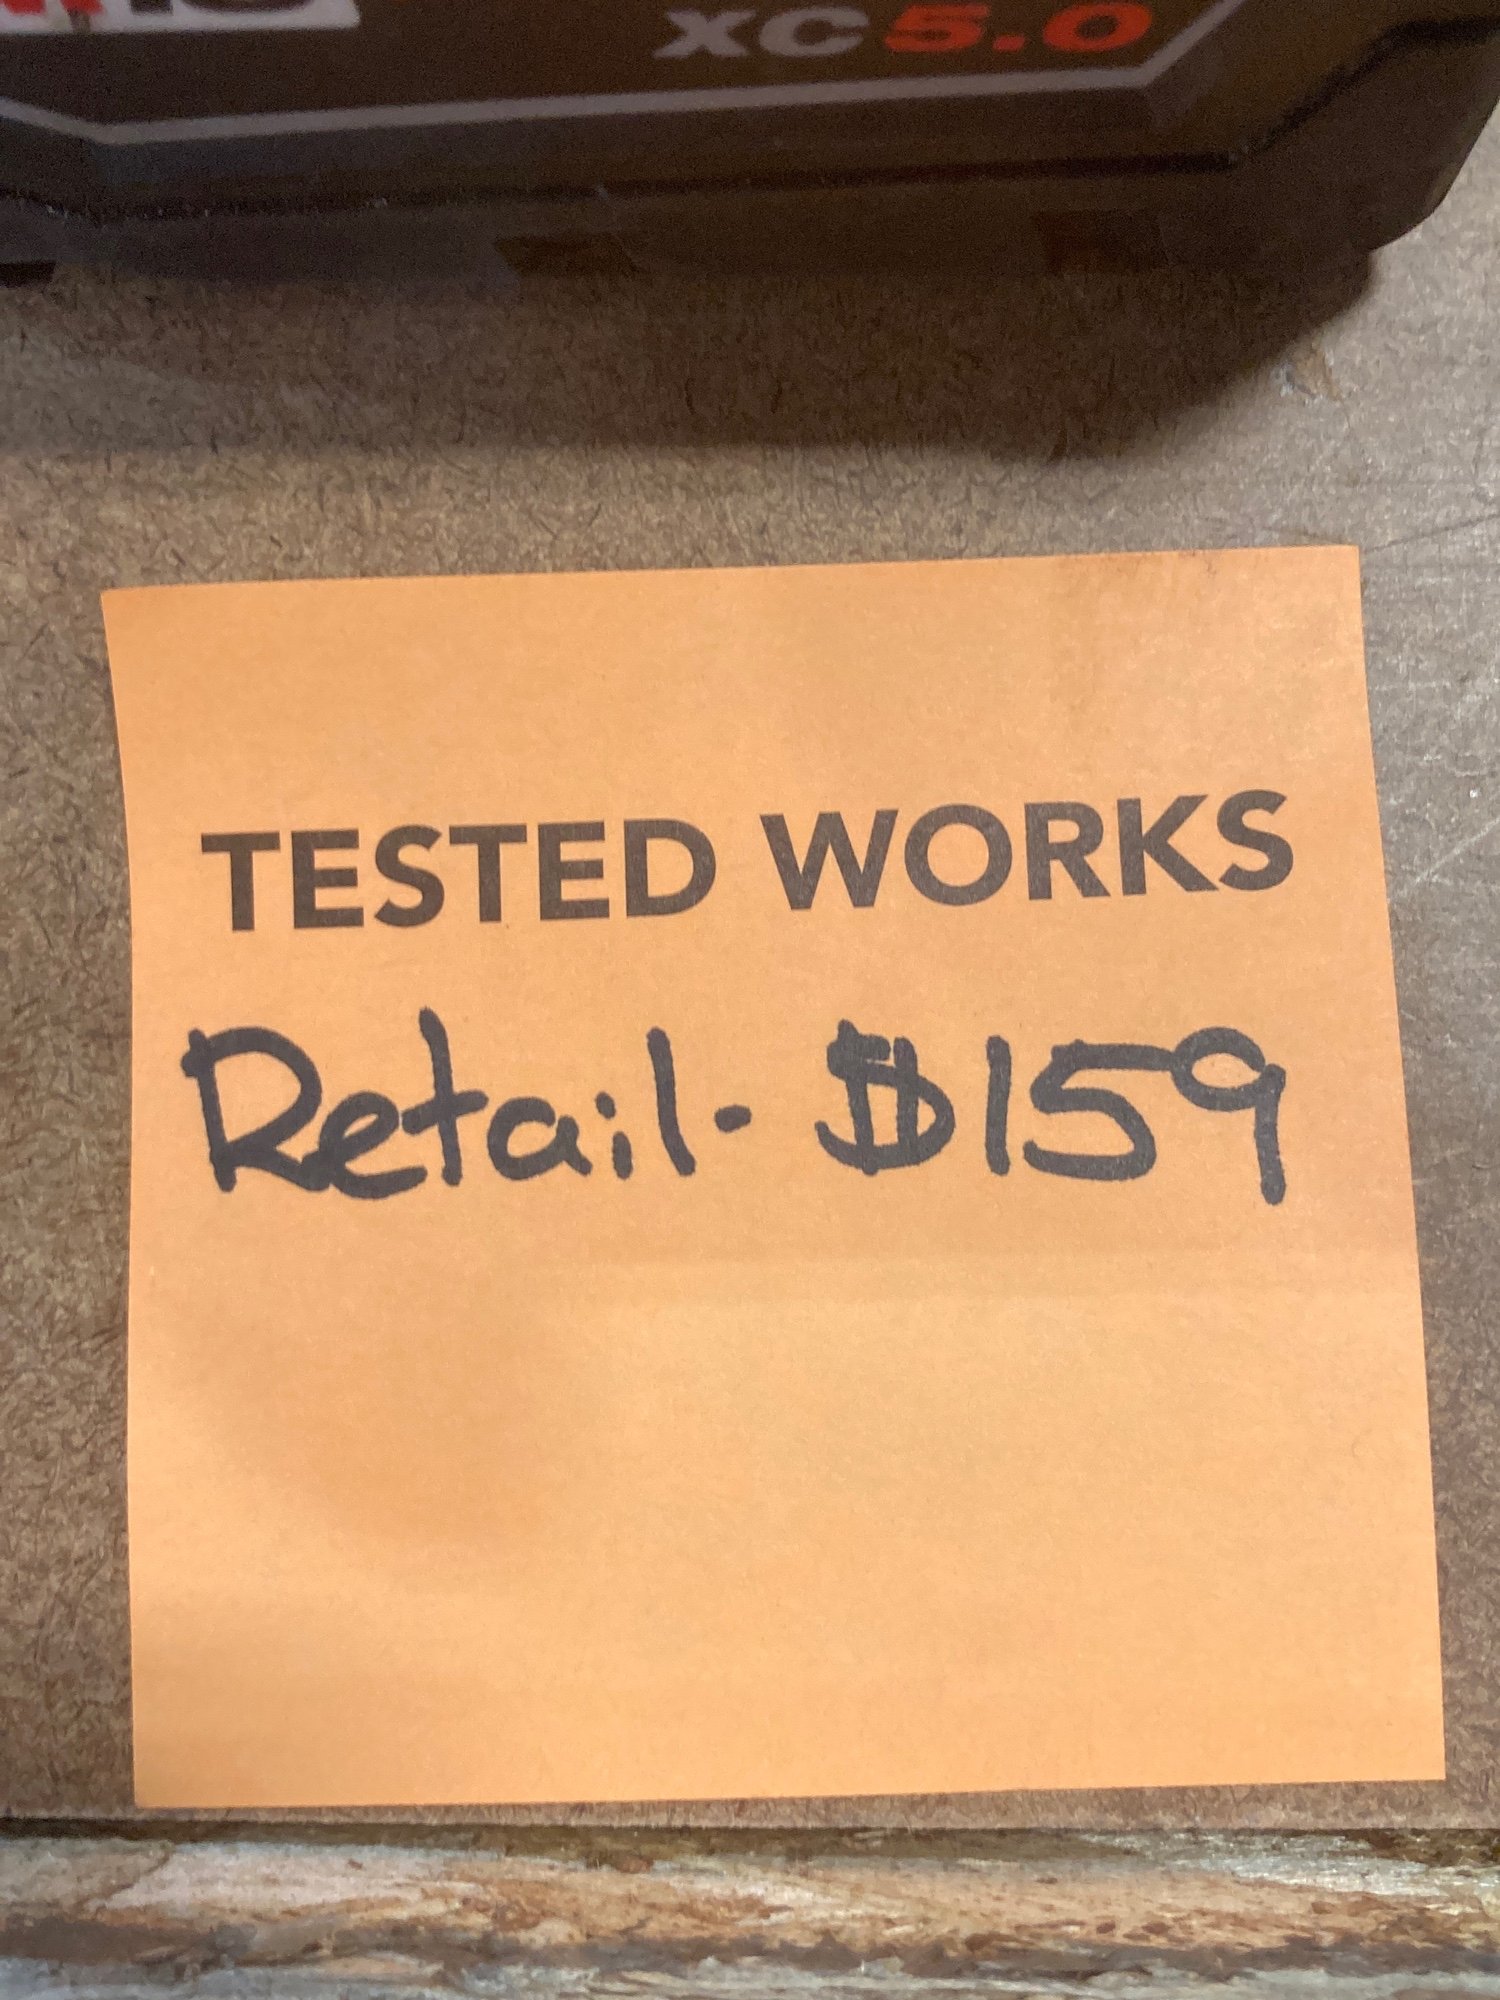 XC5.0
TESTED WORKS
Retail- $159